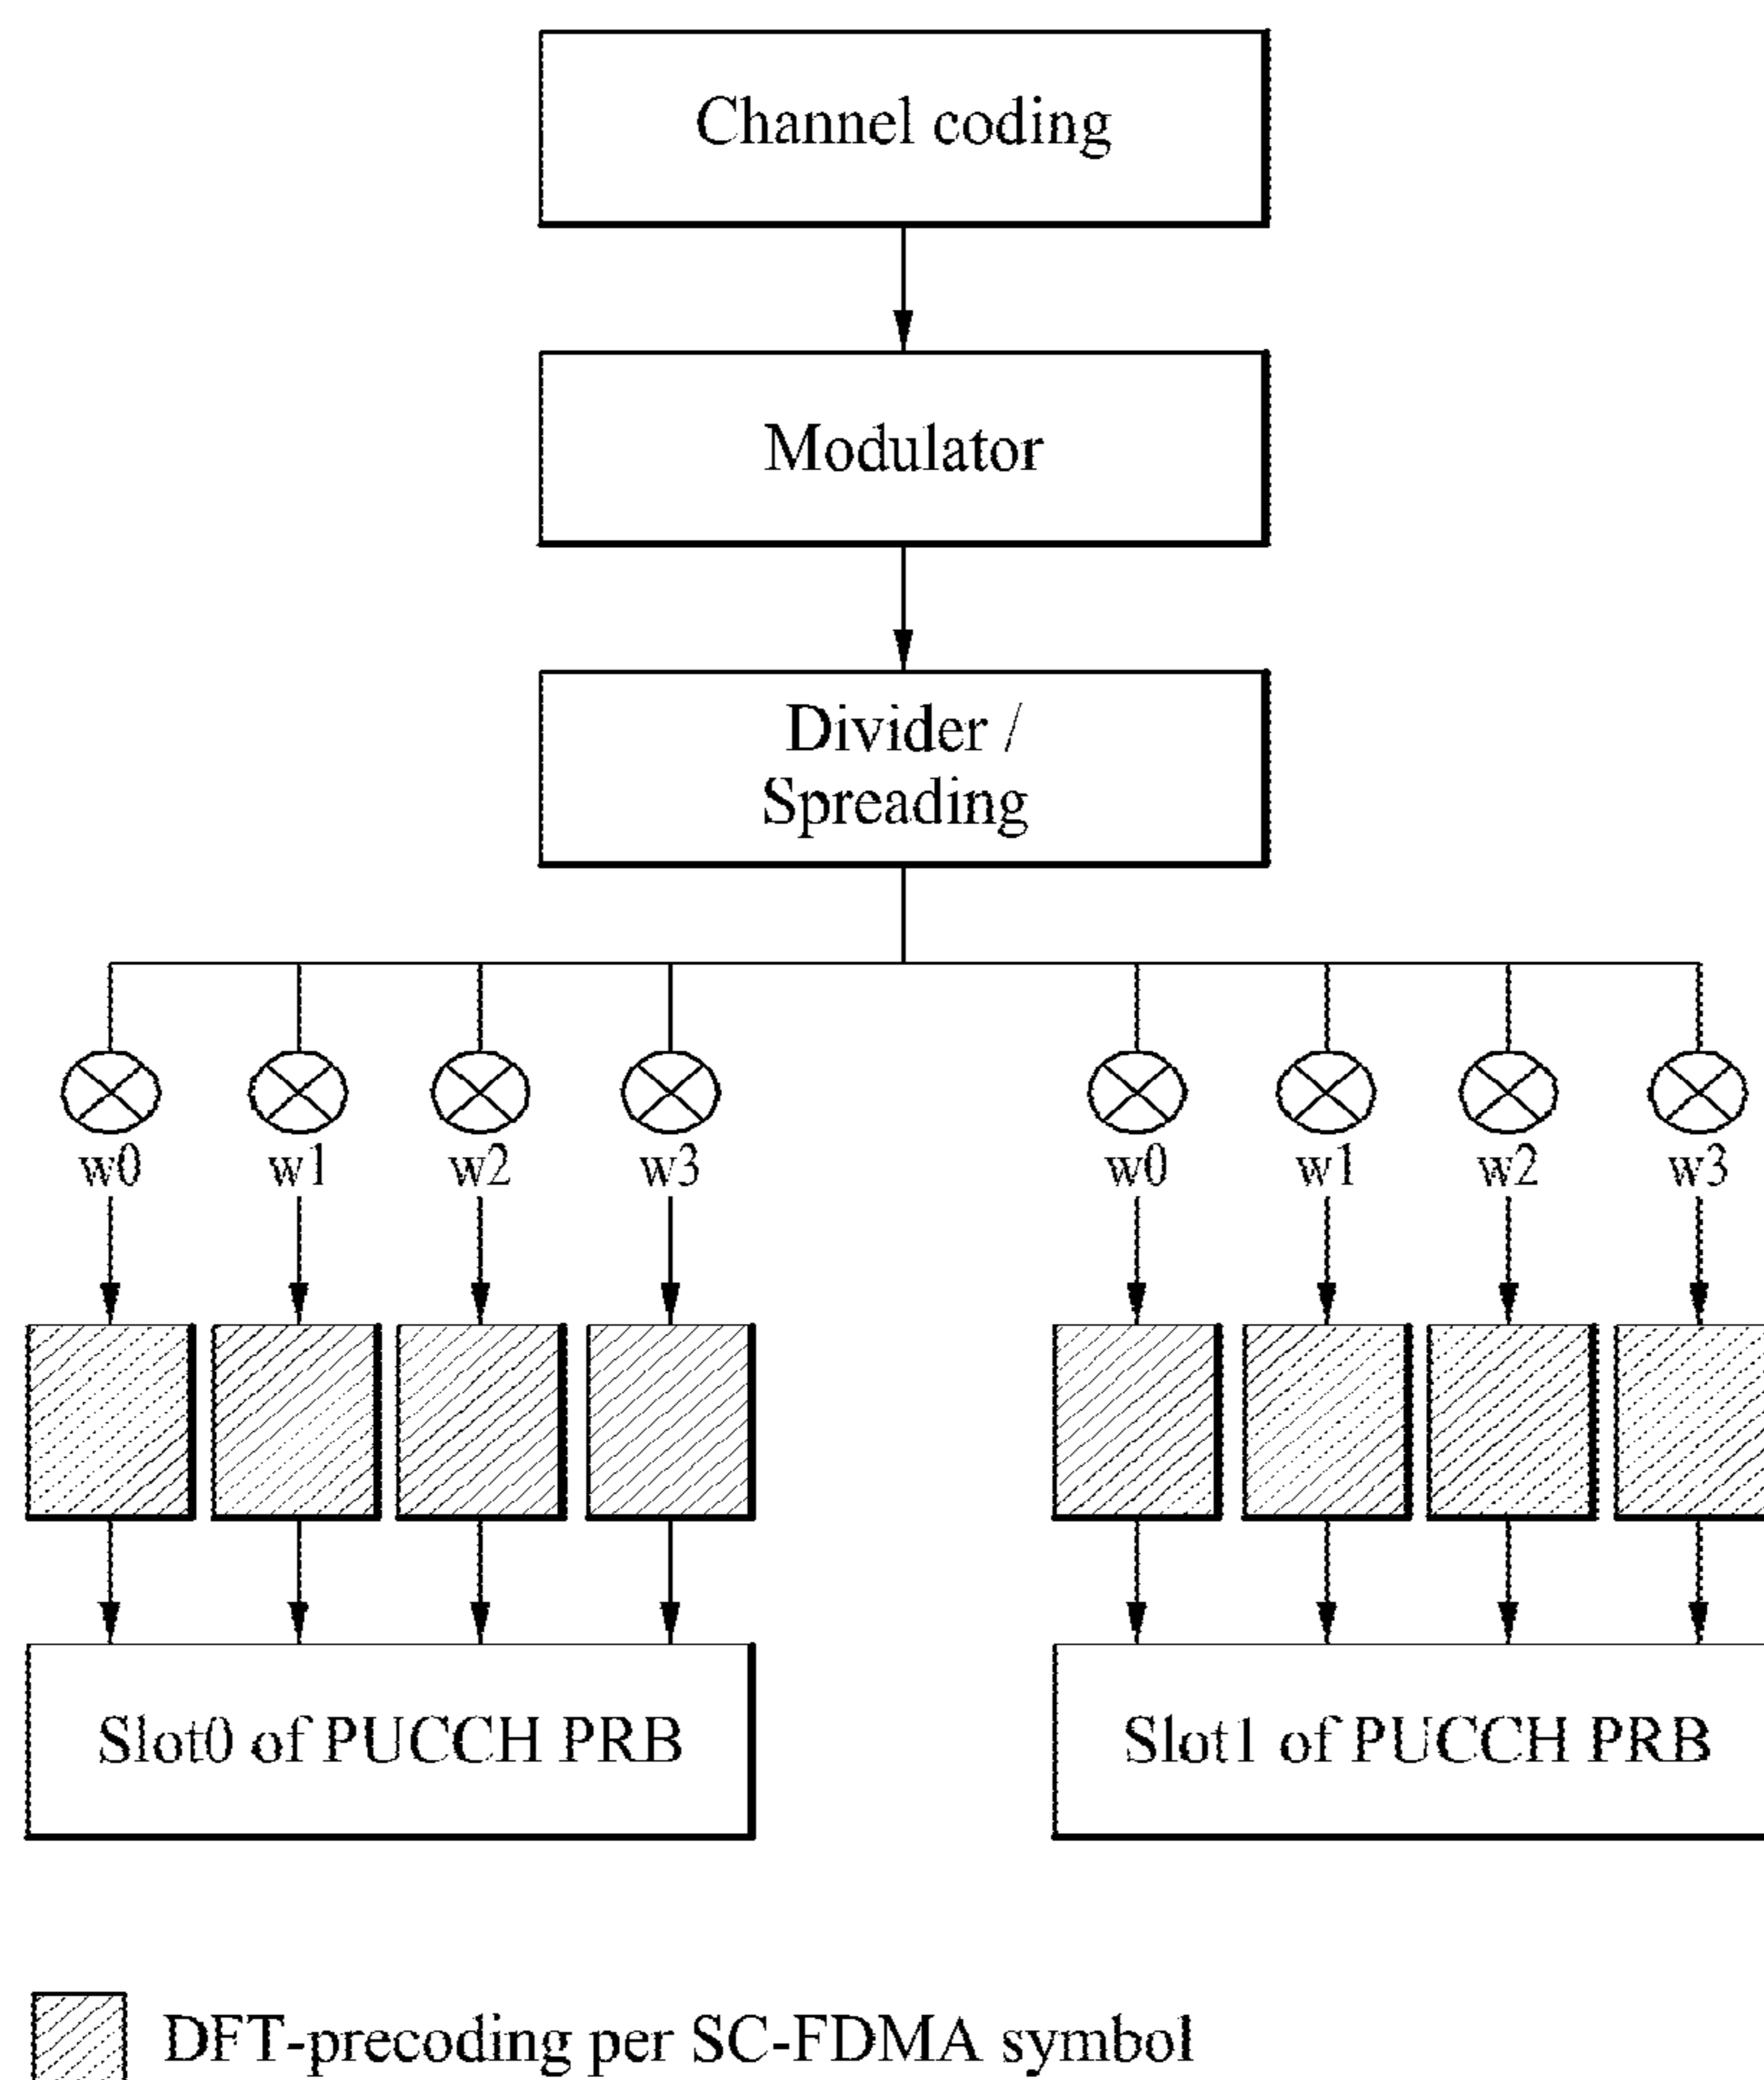 Channel coding
Modulator
Divider /
Spreading
w0 w1 w2 w3 w0 w1 w2 w3
Slot0 of PUCCH PRB Slot1 of PUCCH PRB
DFT-precoding per SC-FDMA symbol